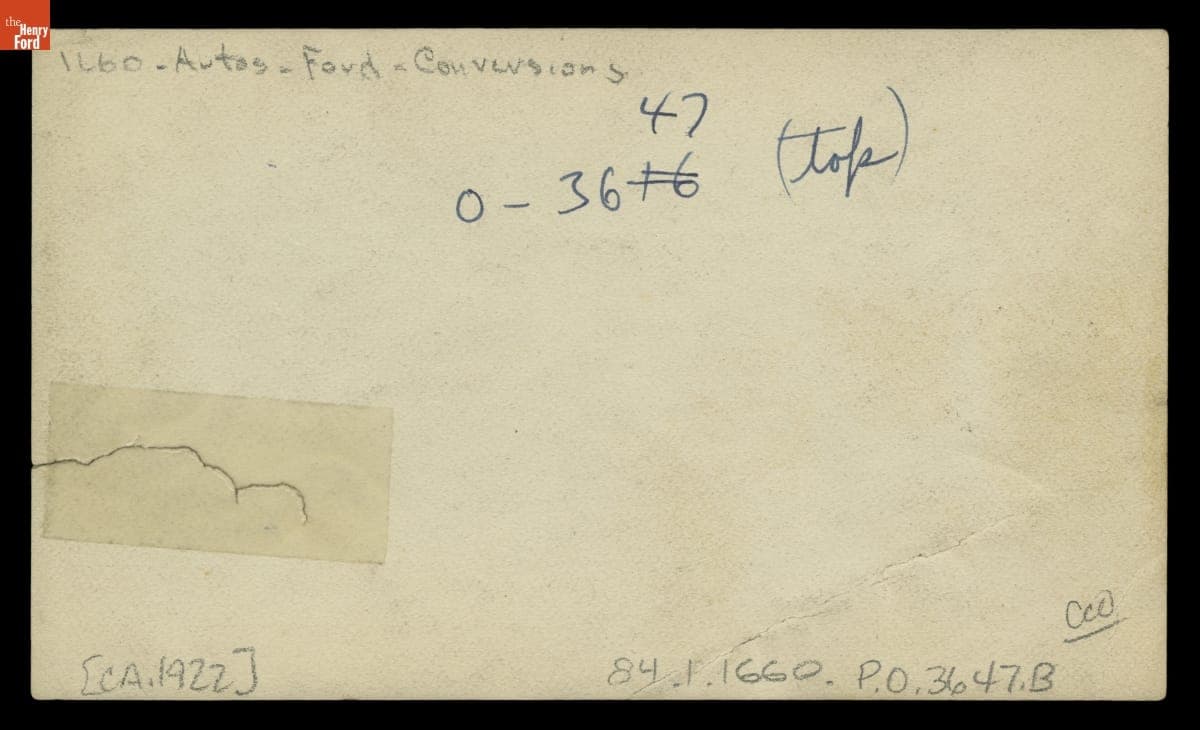 the
Henry
Ford
1660 - Autos - Ford - Conversions
47
0 - 36 46 (top)
CCO
[CA.1922]
84.1.1660. P.O.3647.B